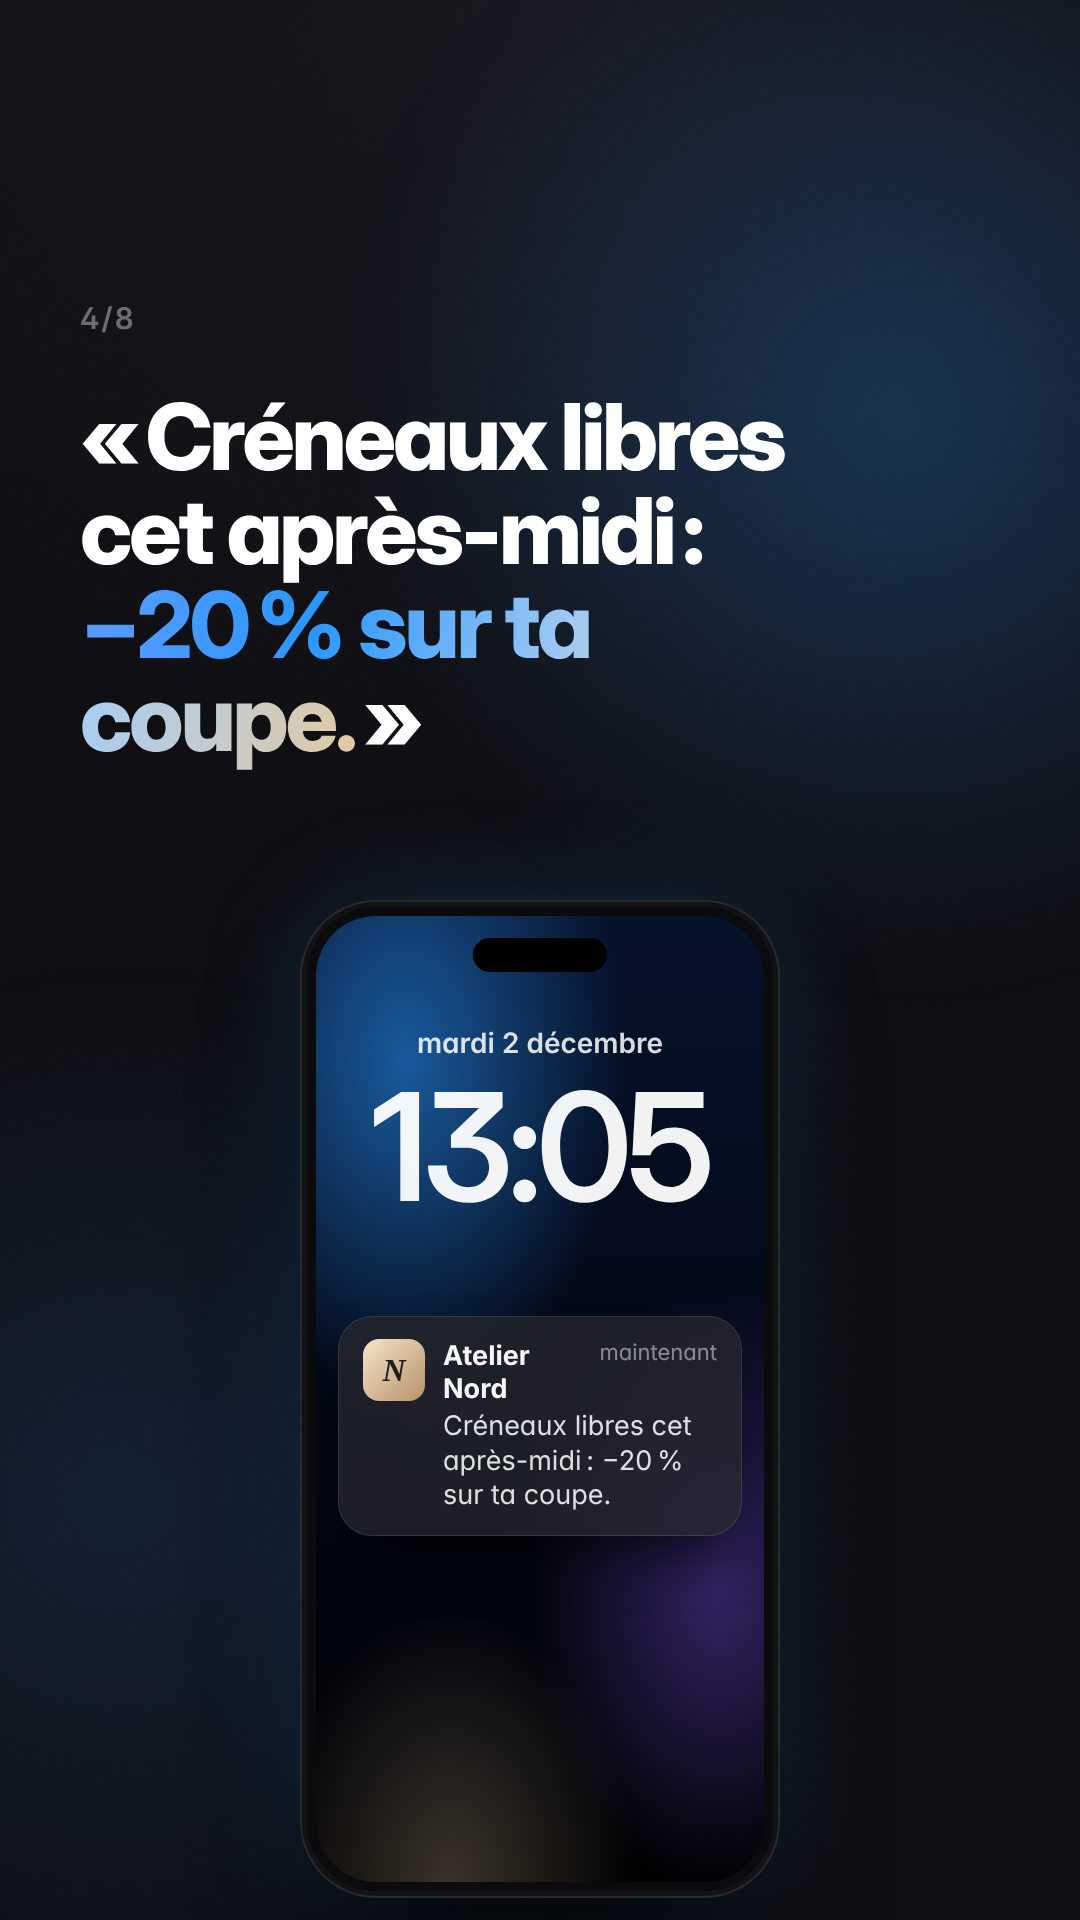 4/8
« Créneaux libres
cet après-midi :
−20 % sur ta
coupe. »
mardi 2 décembre
13:05
N
Atelier
Nord
maintenant
Créneaux libres cet
après-midi : −20 %
sur ta coupe.